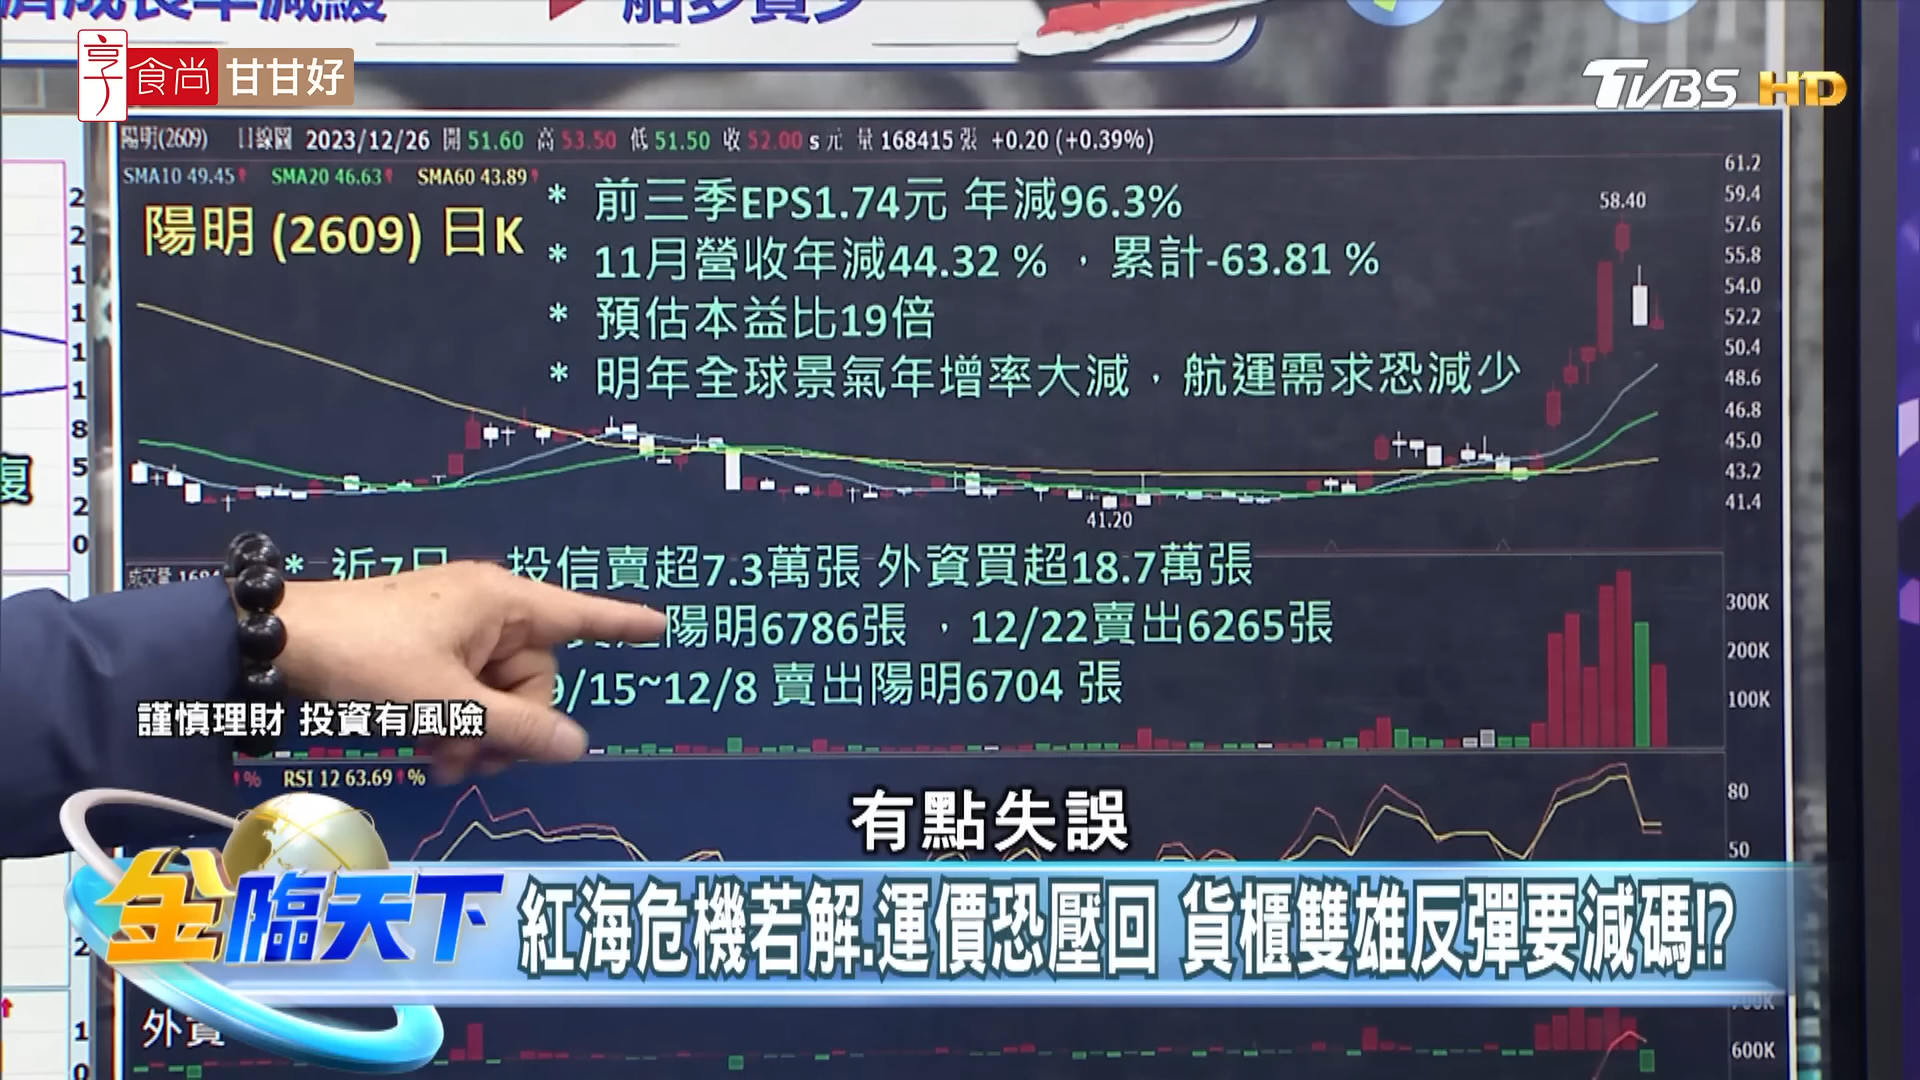 船多貨少
享食尚 甘甘好
TVBS HD
陽明(2609) 日線圖 2023/12/26 開 51.60 高 53.50 低 51.50 收 52.00 s 元 量 168415 張 +0.20 (+0.39%)
SMA10 49.45 SMA20 46.63 SMA60 43.89
陽明 (2609) 日K
* 前三季EPS1.74元 年減96.3%
* 11月營收年減44.32 % ，累計-63.81 %
* 預估本益比19倍
* 明年全球景氣年增率大減，航運需求恐減少
58.40
41.20
61.2
59.4
57.6
55.8
54.0
52.2
50.4
48.6
46.8
45.0
43.2
41.4
* 近7日 投信賣超7.3萬張 外資買超18.7萬張
陽明6786張 ，12/22賣出6265張
9/15~12/8 賣出陽明6704 張
300K
200K
100K
謹慎理財 投資有風險
RSI 12 63.69 %
80
50
有點失誤
金臨天下
紅海危機若解.運價恐壓回 貨櫃雙雄反彈要減碼!?
外資
700K
600K